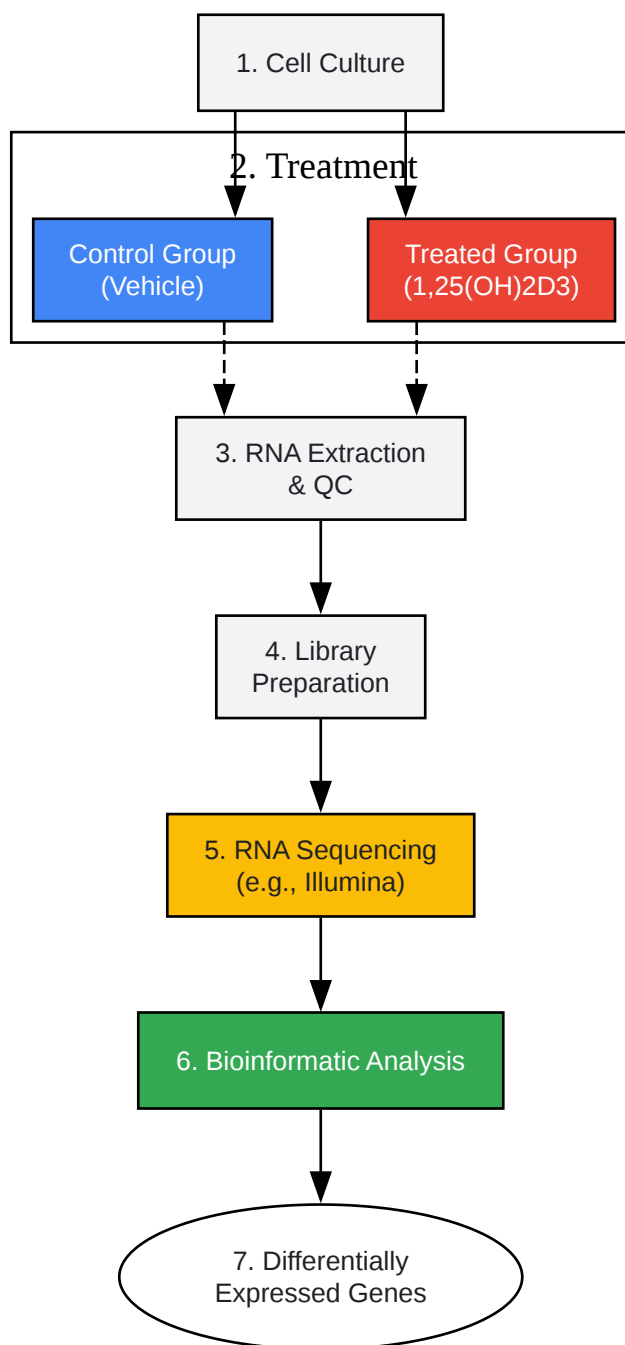 1. Cell Culture
2. Treatment
Control Group
(Vehicle)
Treated Group
(1,25(OH)2D3)
3. RNA Extraction
& QC
4. Library
Preparation
5. RNA Sequencing
(e.g., Illumina)
6. Bioinformatic Analysis
7. Differentially
Expressed Genes